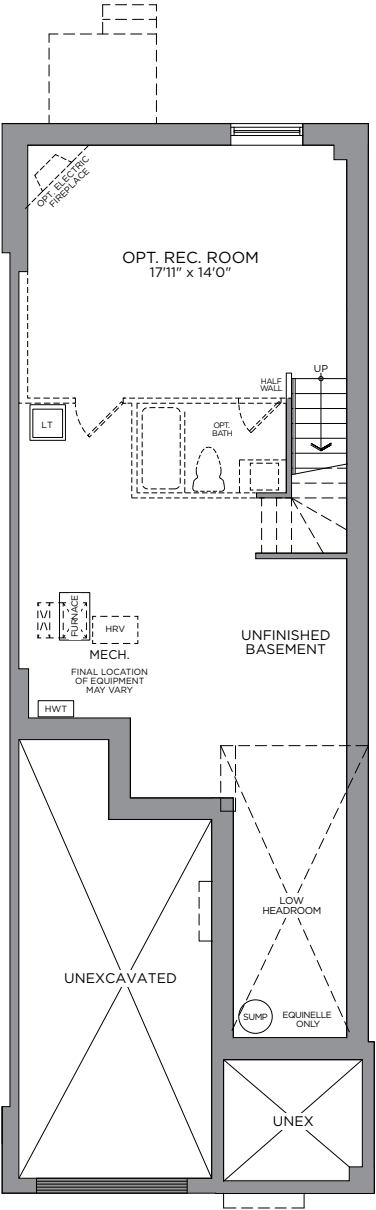 OPT. ELECTRIC
FIREPLACE
OPT. REC. ROOM
17'11" x 14'0"
HALF
WALL
UP
LT
OPT.
BATH
FURNACE
HRV
MECH.
FINAL LOCATION
OF EQUIPMENT
MAY VARY
HWT
UNFINISHED
BASEMENT
LOW
HEADROOM
UNEXCAVATED
SUMP
EQUINELLE
ONLY
UNEX